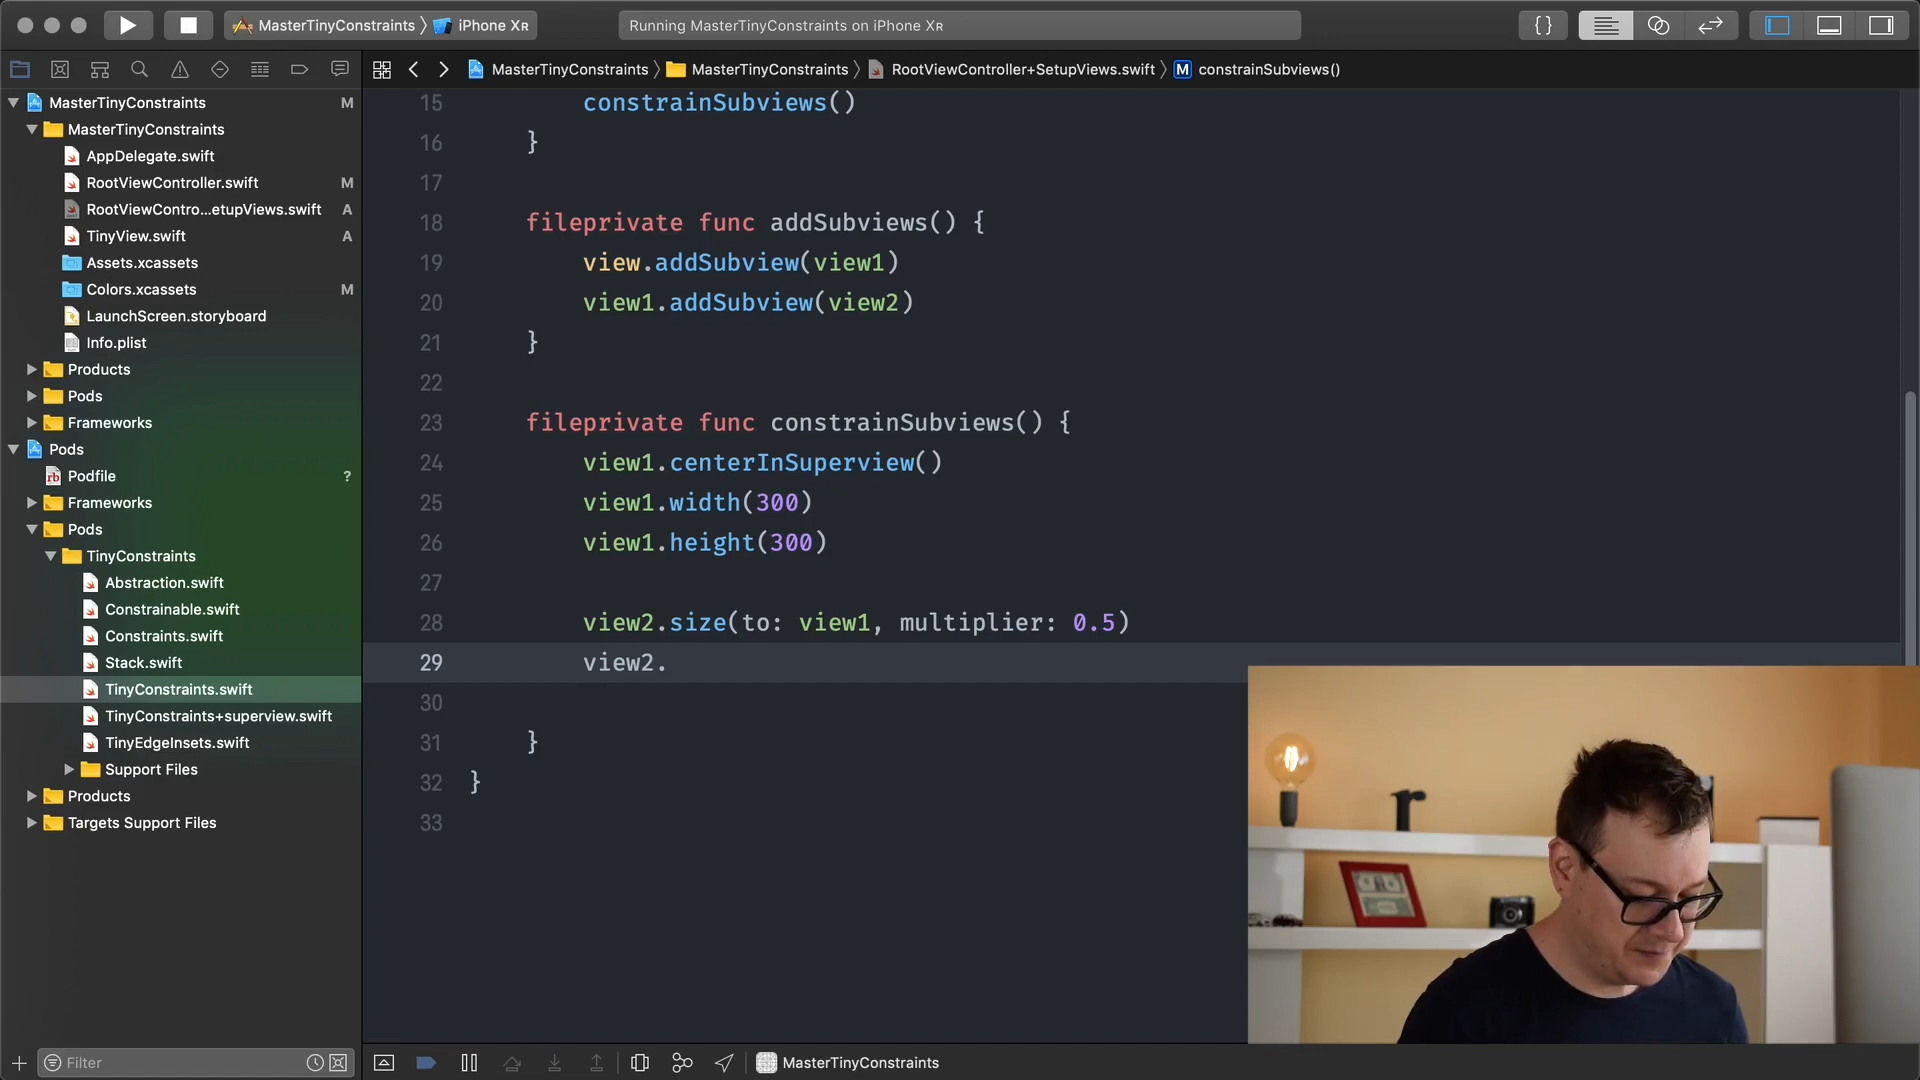 MasterTinyConstraints 〉 iPhone XR
Running MasterTinyConstraints on iPhone XR
{}
MasterTinyConstraints 〉 MasterTinyConstraints 〉 RootViewController+SetupViews.swift 〉 M constrainSubviews()
MasterTinyConstraints M
MasterTinyConstraints
AppDelegate.swift
RootViewController.swift M
RootViewContro...etupViews.swift A
TinyView.swift A
Assets.xcassets
Colors.xcassets M
LaunchScreen.storyboard
Info.plist
Products
Pods
Frameworks
Pods
rb Podfile ?
Frameworks
Pods
TinyConstraints
Abstraction.swift
Constrainable.swift
Constraints.swift
Stack.swift
TinyConstraints.swift
TinyConstraints+superview.swift
TinyEdgeInsets.swift
Support Files
Products
Targets Support Files
Filter
15 constrainSubviews()
16 }
17
18 fileprivate func addSubviews() {
19 view.addSubview(view1)
20 view1.addSubview(view2)
21 }
22
23 fileprivate func constrainSubviews() {
24 view1.centerInSuperview()
25 view1.width(300)
26 view1.height(300)
27
28 view2.size(to: view1, multiplier: 0.5)
29 view2.
30
31 }
32 }
33
MasterTinyConstraints